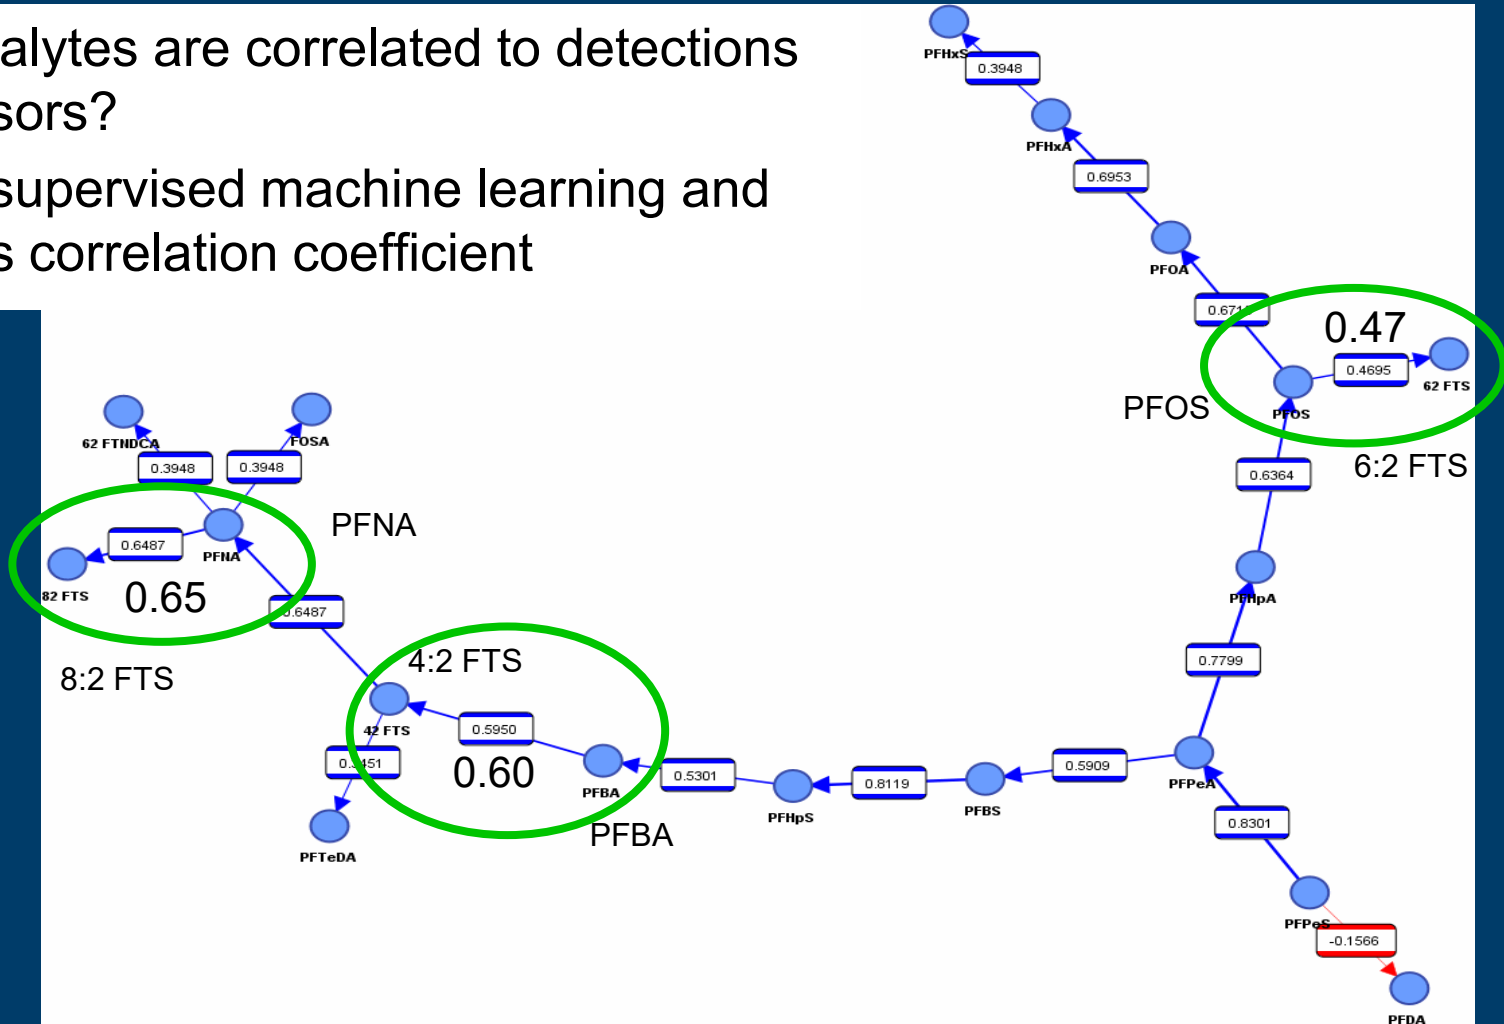 alytes are correlated to detections
sors?
supervised machine learning and
s correlation coefficient
PFHxS
0.3948
PFHxA
0.6953
PFOA
0.47
0.4695
62 FTS
PFOS
PFOS
6:2 FTS
0.6364
62 FTNDCA
FOSA
0.3948
0.3948
PFNA
0.6487
PFNA
82 FTS
0.65
0.6487
PFHpA
8:2 FTS
4:2 FTS
0.7799
42 FTS
0.5950
0.60
PFBA
PFBA
0.5301
PFHpS
0.8119
PFBS
0.5909
PFPeA
PFTeDA
0.8301
PFPeS
-0.1566
PFDA